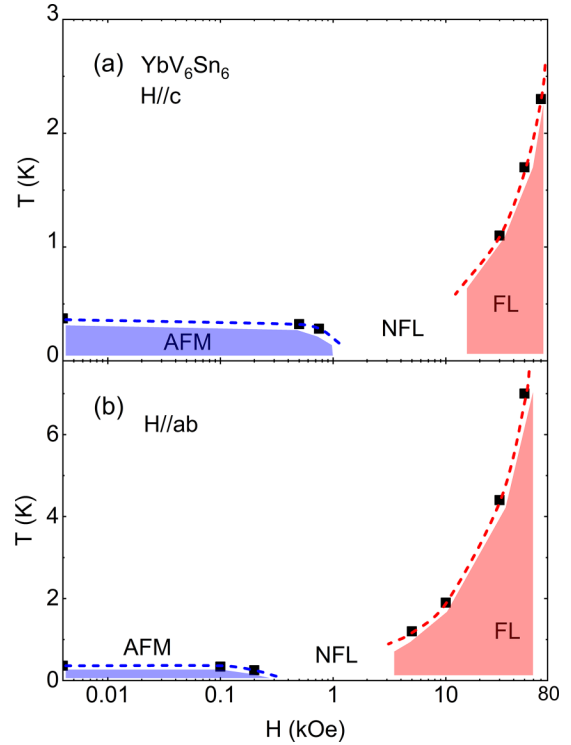 3
(a) YbV₆Sn₆
H//c
2
T (K)
1
FL
NFL
AFM
0
(b)
H//ab
6
T (K)
4
2
AFM
NFL
FL
0
0.01 0.1 1 10 80
H (kOe)